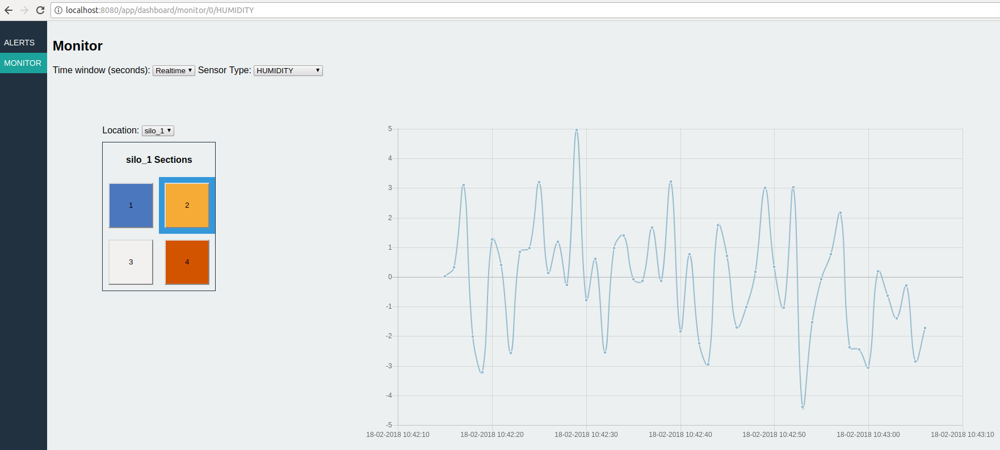 localhost:8080/app/dashboard/monitor/0/HUMIDITY
ALERTS
MONITOR
Monitor
Time window (seconds): Realtime Sensor Type: HUMIDITY
Location: silo_1
silo_1 Sections
1 2
3 4
5
4
3
2
1
0
-1
-2
-3
-4
-5
18-02-2018 10:42:10 18-02-2018 10:42:20 18-02-2018 10:42:30 18-02-2018 10:42:40 18-02-2018 10:42:50 18-02-2018 10:43:00 18-02-2018 10:43:10